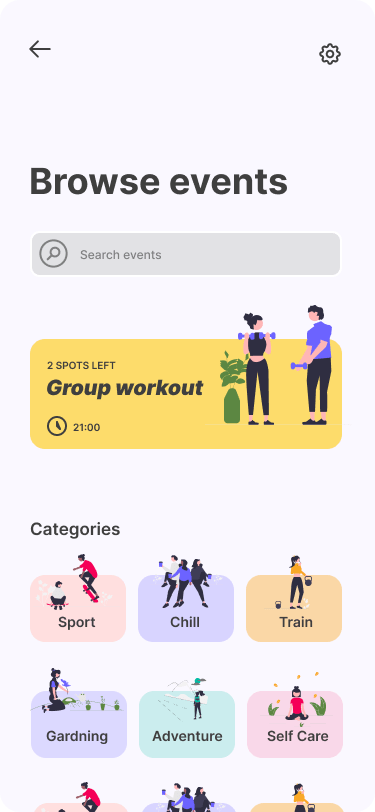 Browse events
Search events
2 SPOTS LEFT
Group workout
21:00
Categories
Sport
Chill
Train
Gardning
Adventure
Self Care